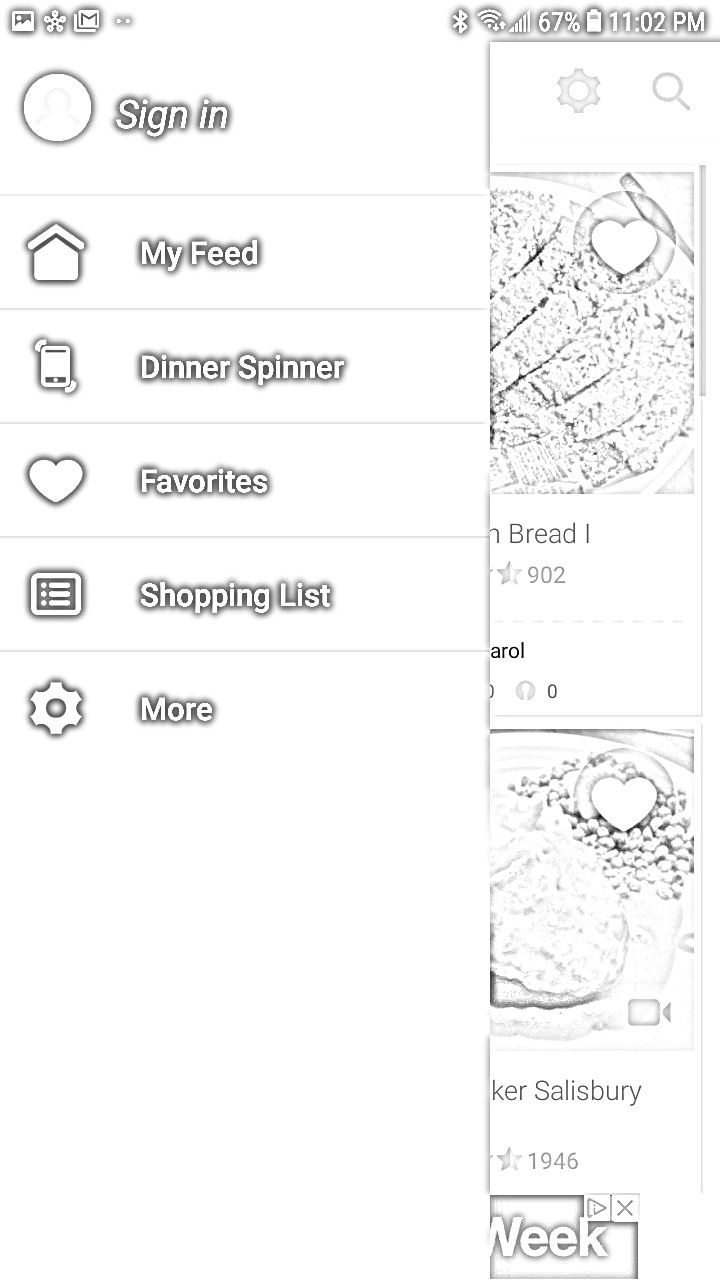 67% 11:02 PM
Sign in
My Feed
Dinner Spinner
Favorites
Shopping List
More
Bread I
902
arol
0
1946
ker Salisbury
Week